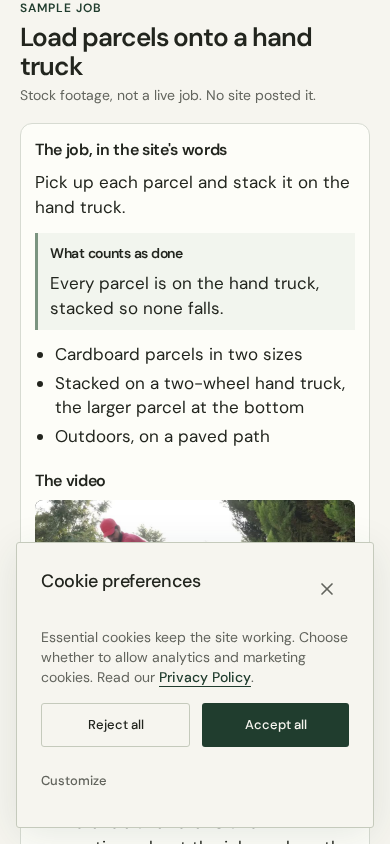 SAMPLE JOB
Load parcels onto a hand
truck
Stock footage, not a live job. No site posted it.
The job, in the site's words
Pick up each parcel and stack it on the
hand truck.
What counts as done
Every parcel is on the hand truck,
stacked so none falls.
• Cardboard parcels in two sizes
• Stacked on a two-wheel hand truck,
the larger parcel at the bottom
• Outdoors, on a paved path
The video
Cookie preferences
Essential cookies keep the site working. Choose
whether to allow analytics and marketing
cookies. Read our Privacy Policy.
Reject all
Accept all
Customize